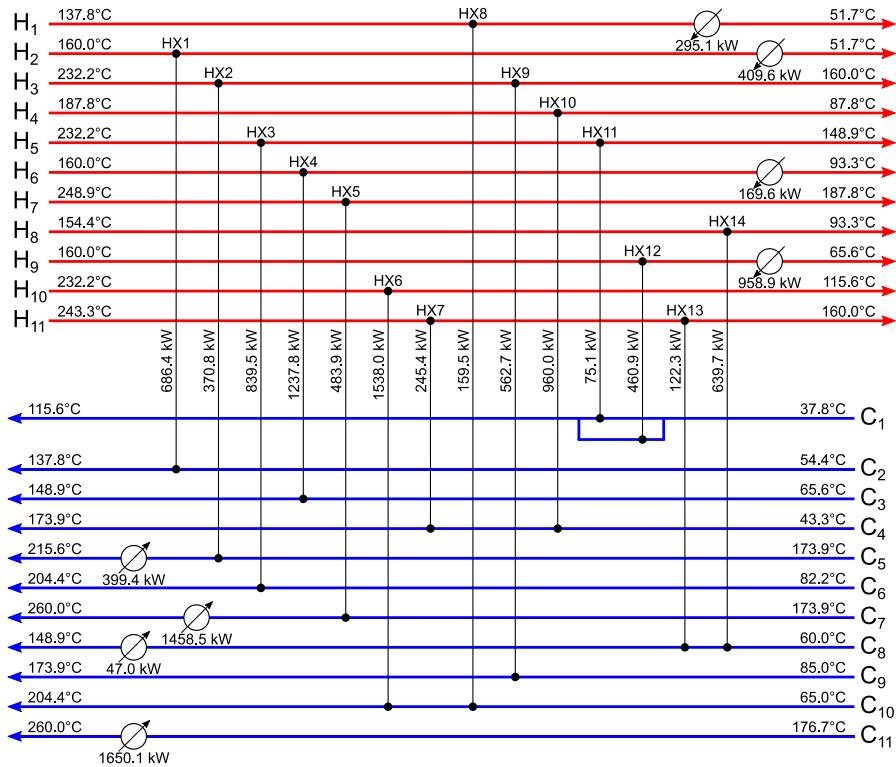 HX8
H1 137.8°C 51.7°C
295.1 kW
HX1
H2 160.0°C 51.7°C
409.6 kW
HX2 HX9
H3 232.2°C 160.0°C
HX10
H4 187.8°C 87.8°C
HX3 HX11
H5 232.2°C 148.9°C
HX4
H6 160.0°C 93.3°C
169.6 kW
HX5
H7 248.9°C 187.8°C
HX14
H8 154.4°C 93.3°C
HX12
H9 160.0°C 65.6°C
958.9 kW
HX6
H10 232.2°C 115.6°C
HX7 HX13
H11 243.3°C 160.0°C
686.4 kW
370.8 kW
839.5 kW
1237.8 kW
483.9 kW
1538.0 kW
245.4 kW
159.5 kW
562.7 kW
960.0 kW
75.1 kW
460.9 kW
122.3 kW
639.7 kW
115.6°C 37.8°C C1
137.8°C 54.4°C C2
148.9°C 65.6°C C3
173.9°C 43.3°C C4
215.6°C 173.9°C C5
399.4 kW
204.4°C 82.2°C C6
260.0°C 173.9°C C7
1458.5 kW
148.9°C 60.0°C C8
47.0 kW
173.9°C 85.0°C C9
204.4°C 65.0°C C10
260.0°C 176.7°C C11
1650.1 kW